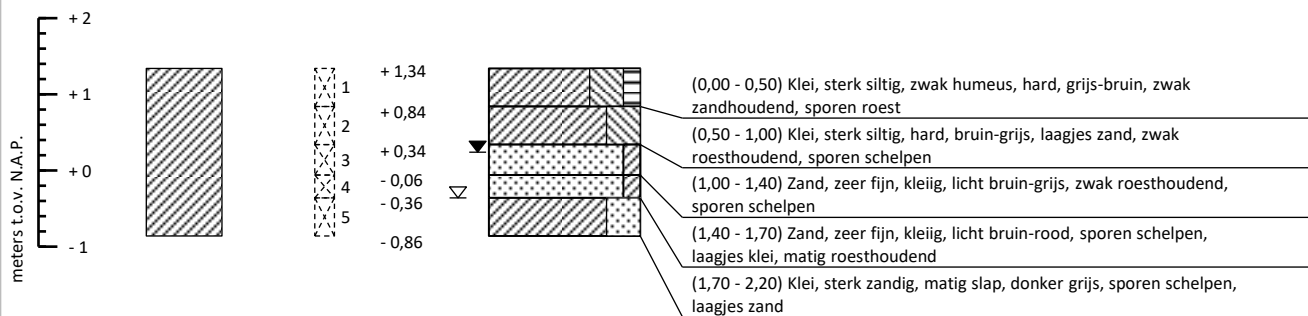 meters t.o.v. N.A.P.
+ 2
+ 1
+ 0
- 1
1
2
3
4
5
+ 1,34
+ 0,84
+ 0,34
- 0,06
- 0,36
- 0,86
(0,00 - 0,50) Klei, sterk siltig, zwak humeus, hard, grijs-bruin, zwak
zandhoudend, sporen roest
(0,50 - 1,00) Klei, sterk siltig, hard, bruin-grijs, laagjes zand, zwak
roesthoudend, sporen schelpen
(1,00 - 1,40) Zand, zeer fijn, kleiig, licht bruin-grijs, zwak roesthoudend,
sporen schelpen
(1,40 - 1,70) Zand, zeer fijn, kleiig, licht bruin-rood, sporen schelpen,
laagjes klei, matig roesthoudend
(1,70 - 2,20) Klei, sterk zandig, matig slap, donker grijs, sporen schelpen,
laagjes zand